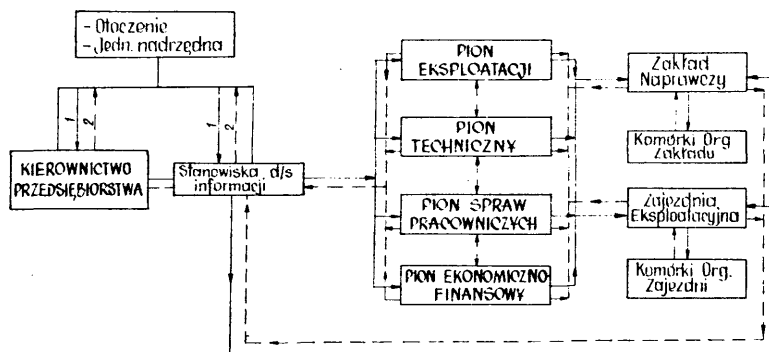 - Otoczenie
- Jedn. nadrzędna
1
2
1
2
KIEROWNICTWO
PRZEDSIĘBIORSTWA
Stanowiska d/s
informacji
PION
EKSPLOATACJI
PION
TECHNICZNY
PION SPRAW
PRACOWNICZYCH
PION EKONOMICZNO-
FINANSOWY
Zakład
Naprawczy
Komórki Org
Zakładu
Zajezdnia
Eksploatacyjna
Komórki Org.
Zajezdni